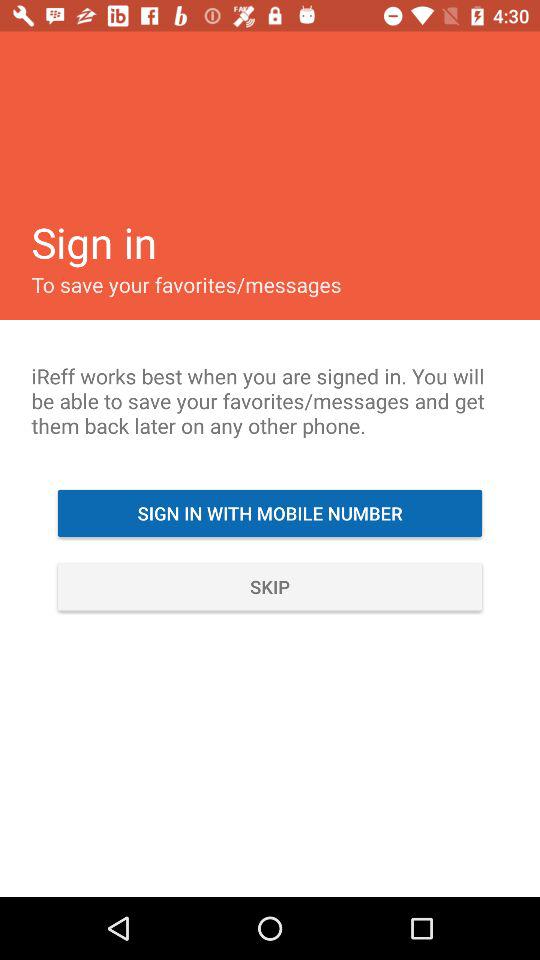 4:30
Sign in
To save your favorites/messages
iReff works best when you are signed in. You will
be able to save your favorites/messages and get
them back later on any other phone.
SIGN IN WITH MOBILE NUMBER
SKIP